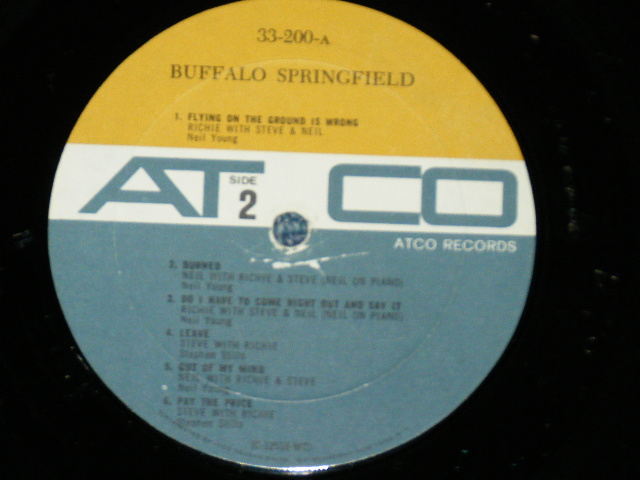 33-200-A
BUFFALO SPRINGFIELD
1. FLYING ON THE GROUND IS WRONG
RICHIE WITH STEVE & NEIL
Neil Young
ATCO
SIDE
2
ATCO RECORDS
2. BURNED
NEIL WITH RICHIE & STEVE (NEIL ON PIANO)
Neil Young
3. DO I HAVE TO COME RIGHT OUT AND SAY IT
RICHIE WITH STEVE & NEIL (NEIL ON PIANO)
Neil Young
4. LEAVE
STEVE WITH RICHIE
Stephen Stills
5. OUT OF MY MIND
NEIL WITH RICHIE & STEVE
Neil Young
6. PAY THE PRICE
STEVE WITH RICHIE
Stephen Stills